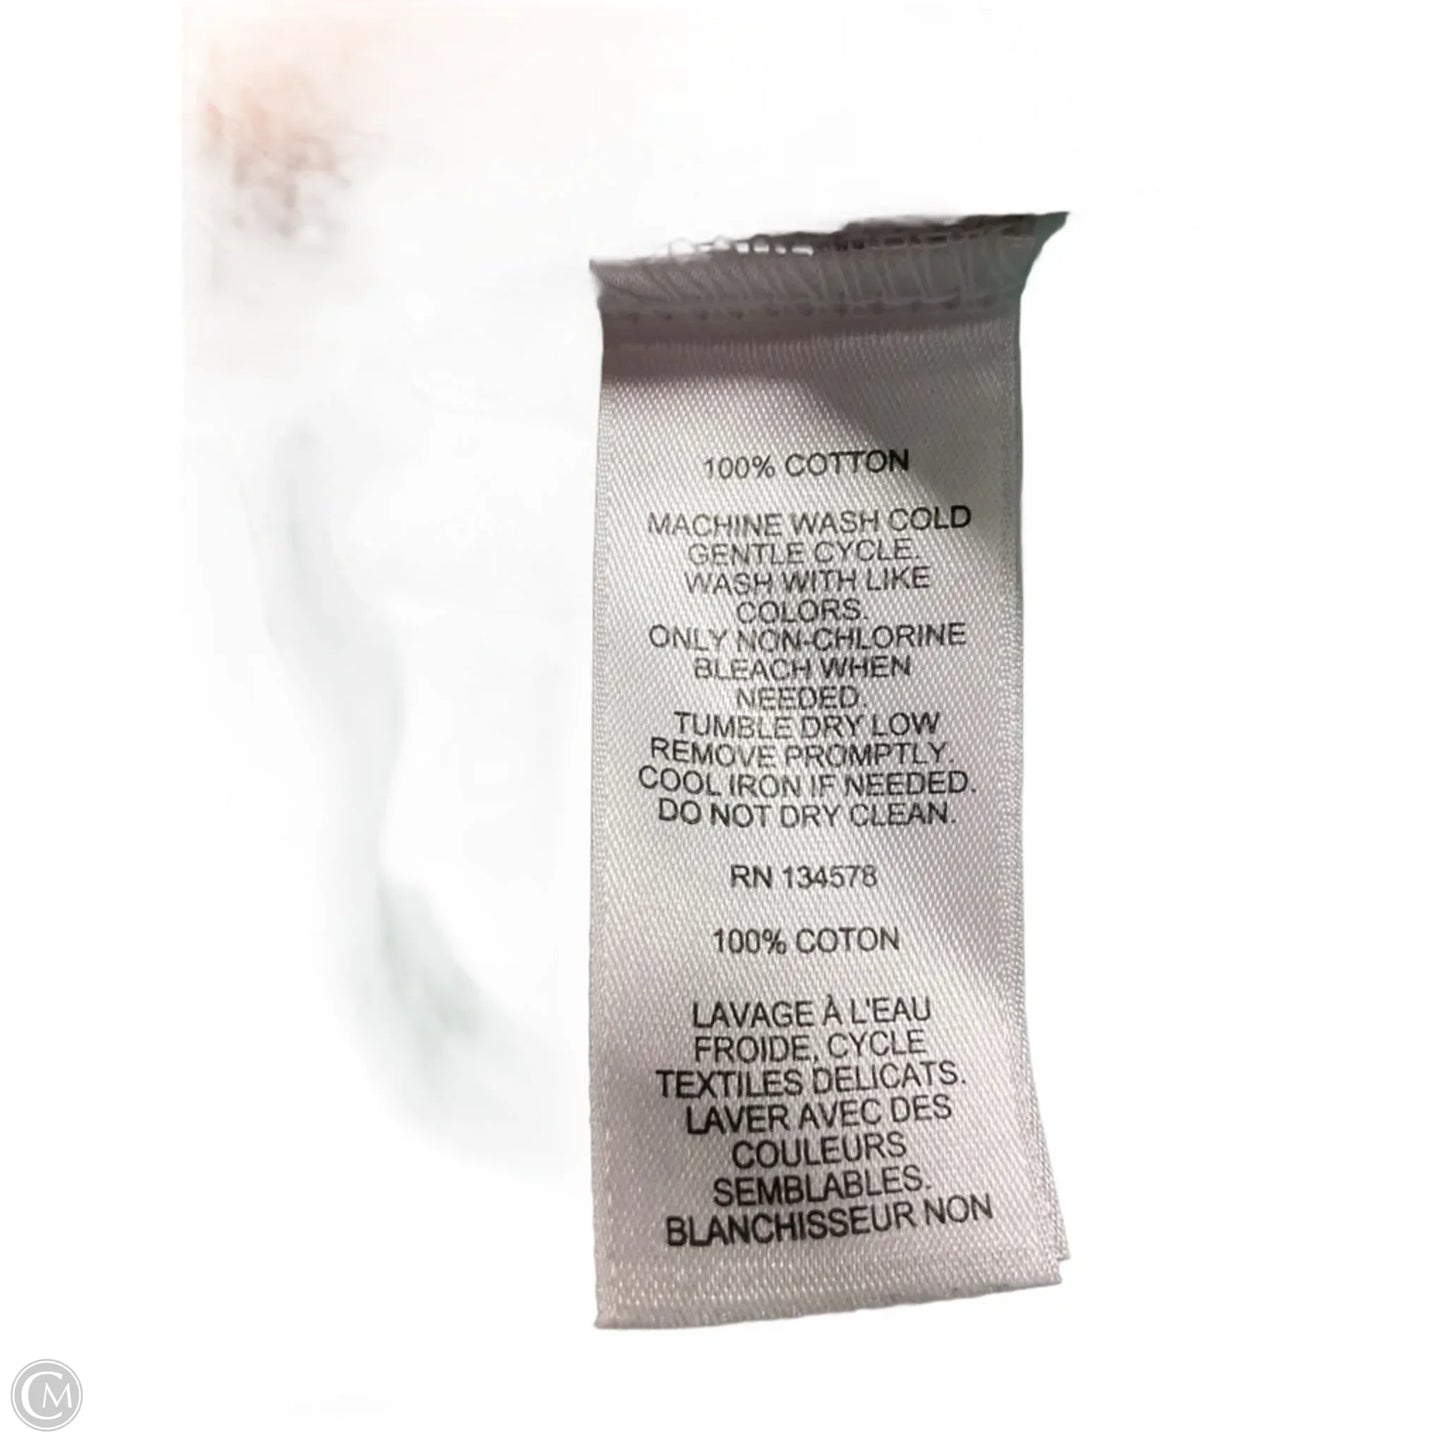 100% COTTON
MACHINE WASH COLD
GENTLE CYCLE.
WASH WITH LIKE
COLORS.
ONLY NON-CHLORINE
BLEACH WHEN
NEEDED.
TUMBLE DRY LOW
REMOVE PROMPTLY.
COOL IRON IF NEEDED.
DO NOT DRY CLEAN.
RN 134578
100% COTON
LAVAGE À L'EAU
FROIDE, CYCLE
TEXTILES DELICATS.
LAVER AVEC DES
COULEURS
SEMBLABLES.
BLANCHISSEUR NON
CM